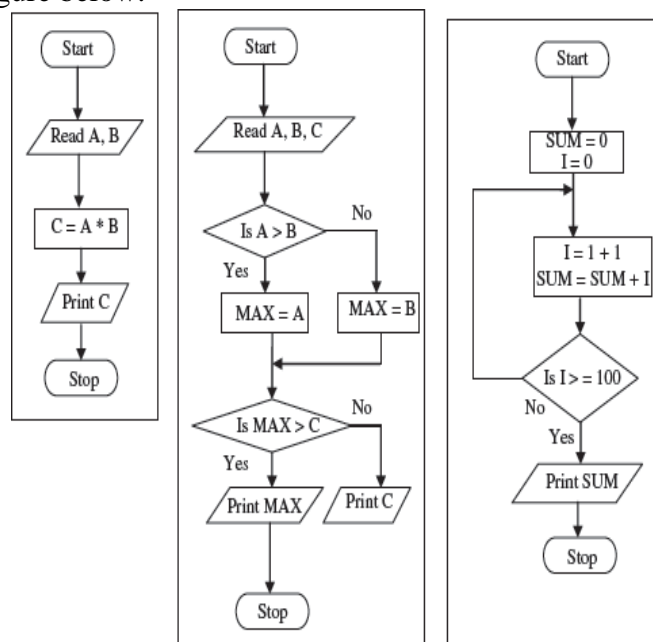 gure below.
Start
Read A, B
C = A * B
Print C
Stop
Start
Read A, B, C
Is A > B
No
Yes
MAX = A
MAX = B
Is MAX > C
No
Yes
Print MAX
Print C
Stop
Start
SUM = 0
I = 0
I = 1 + 1
SUM = SUM + I
Is I > = 100
No
Yes
Print SUM
Stop